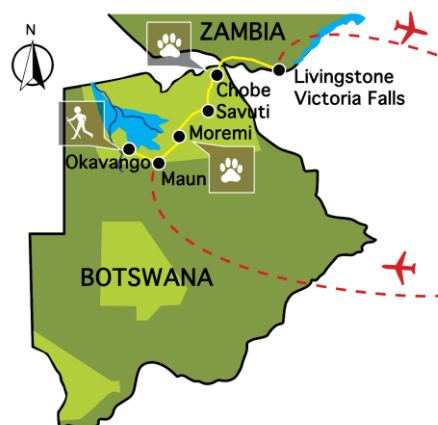 N
ZAMBIA
Livingstone
Victoria Falls
Chobe
Savuti
Moremi
Okavango
Maun
BOTSWANA